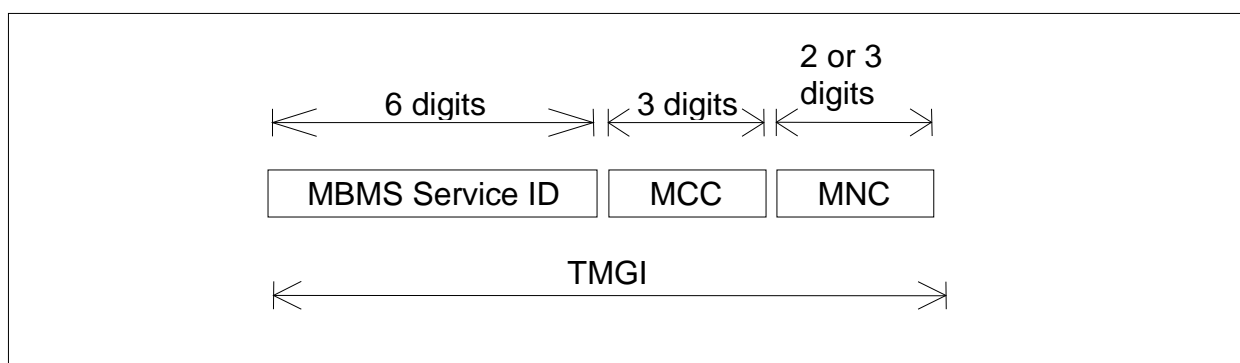 2 or 3
digits
6 digits
3 digits
MBMS Service ID
MCC
MNC
TMGI